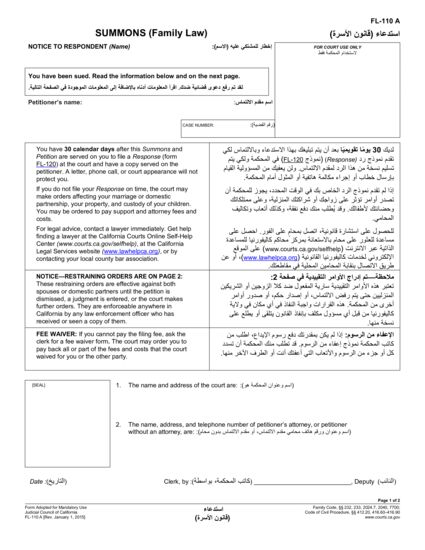 FL-110 A
SUMMONS (Family Law)
استدعاء (قانون الأسرة)
NOTICE TO RESPONDENT (Name)
إخطار للمشتكي عليه (الاسم):
FOR COURT USE ONLY
لاستخدام المحكمة فقط
You have been sued. Read the information below and on the next page.
لقد تم رفع دعوى قضائية ضدك. اقرأ المعلومات أدناه بالإضافة إلى المعلومات الموجودة في الصفحة التالية.
Petitioner's name:
اسم مقدم الالتماس:
CASE NUMBER:
(رقم القضية):
You have 30 calendar days after this Summons and
Petition are served on you to file a Response (form
FL-120) at the court and have a copy served on the
petitioner. A letter, phone call, or court appearance will not
protect you.
If you do not file your Response on time, the court may
make orders affecting your marriage or domestic
partnership, your property, and custody of your children.
You may be ordered to pay support and attorney fees and
costs.
For legal advice, contact a lawyer immediately. Get help
finding a lawyer at the California Courts Online Self-Help
Center (www.courts.ca.gov/selfhelp), at the California
Legal Services website (www.lawhelpca.org), or by
contacting your local county bar association.
لديك 30 يومًا تقويميًا بعد أن يتم تبليغك بهذا الاستدعاء وبالالتماس لكي
تقدم نموذج رد (Response) (نموذج FL-120) في المحكمة ولكي يتم
تسليم نسخة من هذا الرد لمقدم الالتماس. ولن يعفيك من المسؤولية القيام
بإرسال خطاب أو إجراء مكالمة هاتفية أو المثول أمام المحكمة.
إذا لم تقدم نموذج الرد الخاص بك في الوقت المحدد، يجوز للمحكمة أن
تصدر أوامر تؤثر على زواجك أو شراكتك المنزلية، وعلى ممتلكاتك
وحضانتك لأطفالك. وقد يُطلب منك دفع نفقة، وكذلك أتعاب وتكاليف
المحامي.
للحصول على استشارة قانونية، اتصل بمحام على الفور. احصل على
مساعدة للعثور على محام بالاستعانة بمركز محاكم كاليفورنيا للمساعدة
الذاتية عبر الانترنت (www.courts.ca.gov/selfhelp) على الموقع
الإلكتروني لخدمات كاليفورنيا القانونية (www.lawhelpca.org)، أو عن
طريق الاتصال بنقابة المحامين المحلية في مقاطعتك.
NOTICE—RESTRAINING ORDERS ARE ON PAGE 2:
These restraining orders are effective against both
spouses or domestic partners until the petition is
dismissed, a judgment is entered, or the court makes
further orders. They are enforceable anywhere in
California by any law enforcement officer who has
received or seen a copy of them.
ملاحظة—تم إدراج الأوامر التقييدية في صفحة 2:
تعتبر هذه الأوامر التقييدية سارية المفعول ضد كلا الزوجين أو الشريكين
المنزليين حتى يتم رفض الالتماس، أو إصدار حكم، أو صدور أوامر
أخرى من المحكمة. هذه القرارات واجبة النفاذ في أي مكان في ولاية
كاليفورنيا من قبل أي مسؤول مكلف بإنفاذ القانون يتلقى أو يطلع على
نسخة منها.
FEE WAIVER: If you cannot pay the filing fee, ask the
clerk for a fee waiver form. The court may order you to
pay back all or part of the fees and costs that the court
waived for you or the other party.
الإعفاء من الرسوم: إذا لم يكن بمقدرتك دفع رسوم الإيداع، اطلب من
كاتب المحكمة نموذج إعفاء من الرسوم. قد تُطلب منك المحكمة أن تسدد
كل أو جزء من الرسوم والأتعاب التي أعفتك أنت أو الطرف الآخر منها.
[SEAL]
1. The name and address of the court are: (اسم وعنوان المحكمة هو):
2. The name, address, and telephone number of petitioner's attorney, or petitioner
without an attorney, are: (اسم وعنوان ورقم هاتف محامي مقدم الالتماس، أو مقدم الالتماس بدون محام):
Date (التاريخ):
Clerk, by (كاتب المحكمة، بواسطة):
, Deputy (النائب)
Page 1 of 2
Form Adopted for Mandatory Use
Judicial Council of California
FL-110 A [Rev. January 1, 2015]
استدعاء
(قانون الأسرة)
Family Code, §§ 232, 233, 2024.7, 2040, 7700;
Code of Civil Procedure, §§ 412.20, 416.60–416.90
www.courts.ca.gov